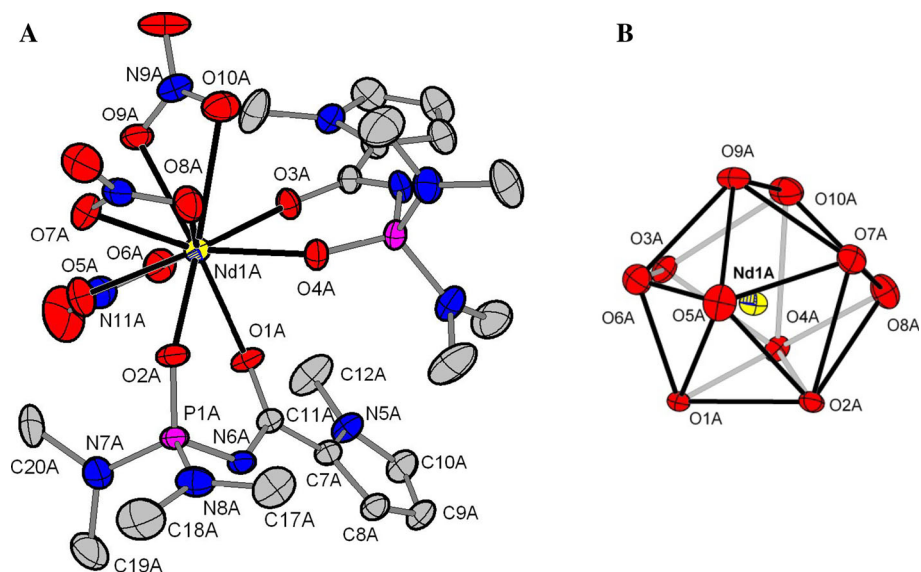 A
N9A
O10A
O9A
O8A
O3A
O7A
O6A
Nd1A
O5A
O4A
N11A
O1A
O2A
C12A
P1A
C11A
N5A
N7A
N6A
C20A
C7A
C10A
N8A
C17A
C9A
C18A
C8A
C19A
B
O9A
O10A
O7A
O3A
Nd1A
O6A
O5A
O4A
O8A
O1A
O2A